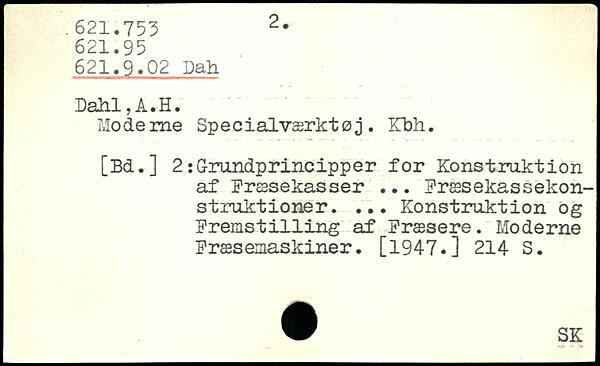 2.
621.753
621.95
621.9.02 Dah
Dahl,A.H.
Moderne Specialværktøj. Kbh.
[Bd.] 2:Grundprincipper for Konstruktion
af Fræsekasser ... Fræsekassekon-
struktioner. ... Konstruktion og
Fremstilling af Fræsere. Moderne
Fræsemaskiner. [1947.] 214 S.
SK